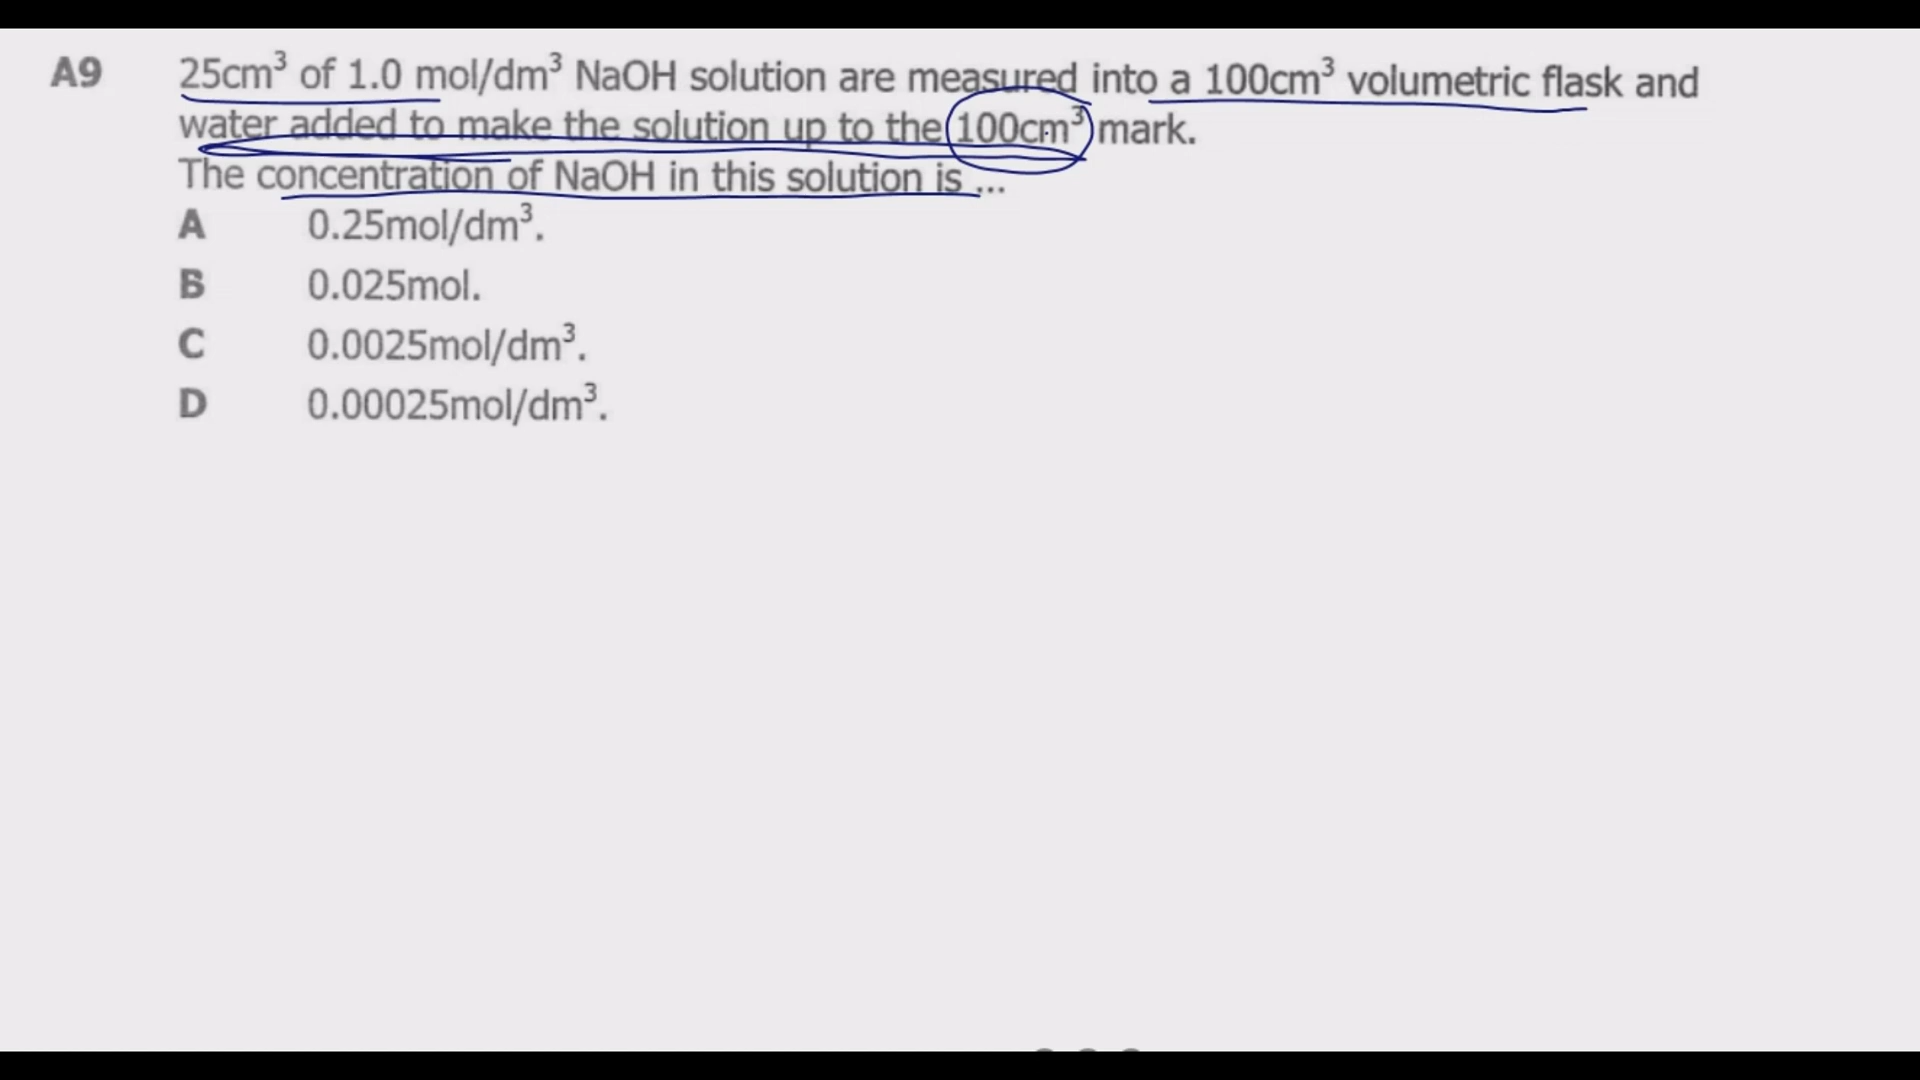 A9 25cm³ of 1.0 mol/dm³ NaOH solution are measured into a 100cm³ volumetric flask and
water added to make the solution up to the 100cm³ mark.
The concentration of NaOH in this solution is ...
A 0.25mol/dm³.
B 0.025mol.
C 0.0025mol/dm³.
D 0.00025mol/dm³.